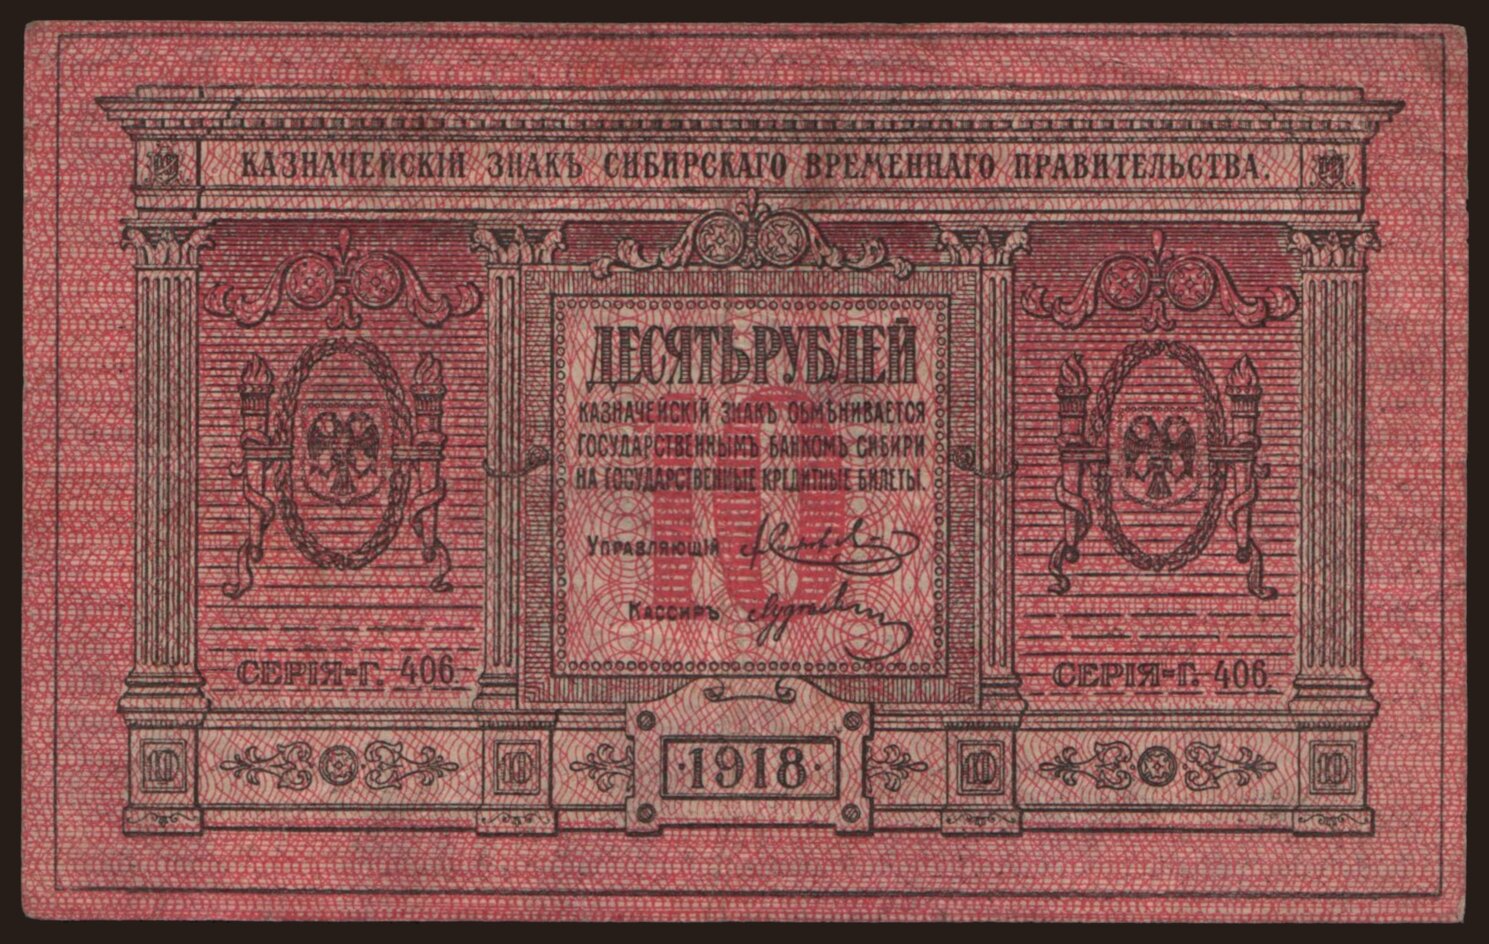 КАЗНАЧЕЙСКІЙ ЗНАКЪ СИБИРСКАГО ВРЕМЕННАГО ПРАВИТЕЛЬСТВА.
ДЕСЯТЬ РУБЛЕЙ
10
КАЗНАЧЕЙСКІЙ ЗНАКЪ ОБМѢНИВАЕТСЯ
ГОСУДАРСТВЕННЫМЪ БАНКОМЪ СИБИРИ
НА ГОСУДАРСТВЕННЫЕ КРЕДИТНЫЕ БИЛЕТЫ.
УПРАВЛЯЮЩІЙ
КАССИРЪ
СЕРІЯ-Г. 406
СЕРІЯ-Г. 406
10
10
·1918·
10
10